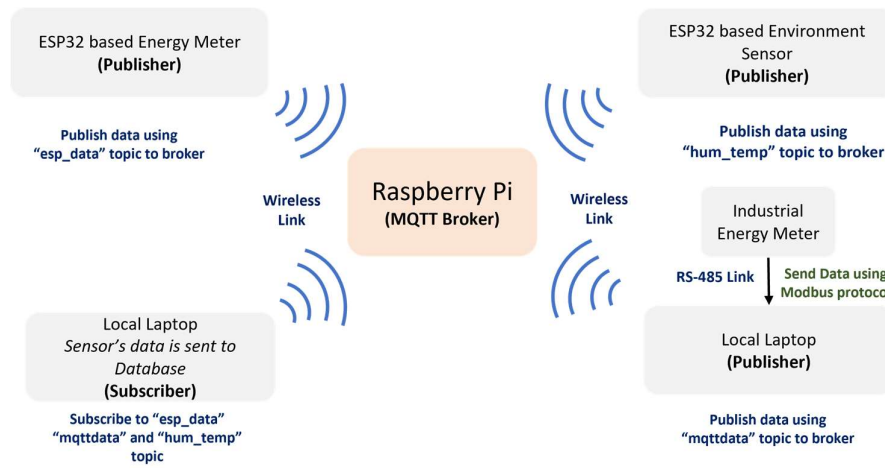 ESP32 based Energy Meter
(Publisher)
Publish data using
“esp_data” topic to broker
ESP32 based Environment
Sensor
(Publisher)
Publish data using
“hum_temp” topic to broker
Wireless
Link
Raspberry Pi
(MQTT Broker)
Wireless
Link
Industrial
Energy Meter
RS-485 Link
Send Data using
Modbus protoco
Local Laptop
Sensor’s data is sent to
Database
(Subscriber)
Subscribe to “esp_data”
“mqttdata” and “hum_temp”
topic
Local Laptop
(Publisher)
Publish data using
“mqttdata” topic to broker